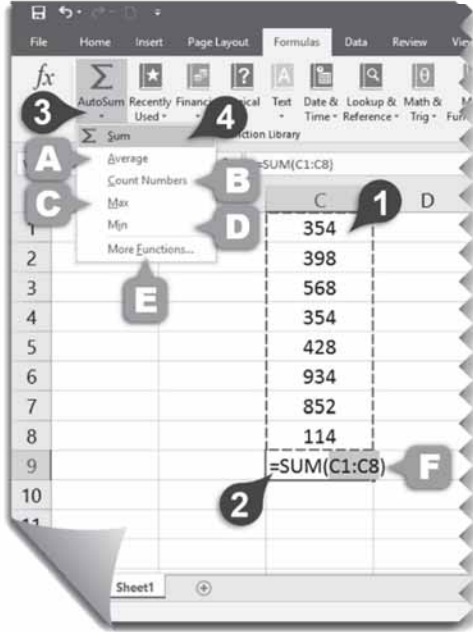 File Home Insert Page Layout Formulas Data Review
fx Σ ? A Q θ
AutoSum Recently Text Date & Lookup & Math &
Used Time Reference Trig
3 4
Σ Sum Library
A Average =SUM(C1:C8)
Count Numbers B
C Max C 1 D
Min D
More Functions...
E
1 354
2 398
3 568
4 354
5 428
6 934
7 852
8 114
9 =SUM(C1:C8) F
10 2
Sheet1